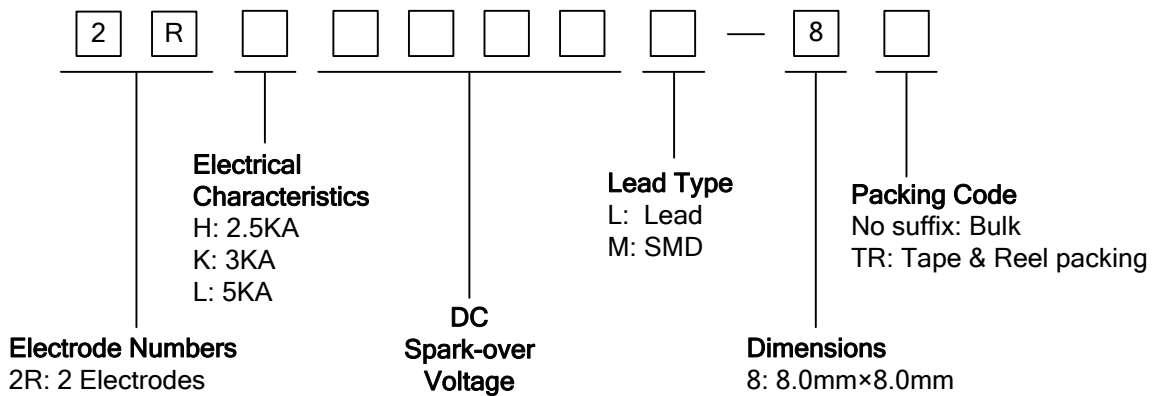 2 R — 8
Electrical
Characteristics
H: 2.5KA
K: 3KA
L: 5KA
Lead Type
L: Lead
M: SMD
Packing Code
No suffix: Bulk
TR: Tape & Reel packing
Electrode Numbers
2R: 2 Electrodes
DC
Spark-over
Voltage
Dimensions
8: 8.0mm×8.0mm